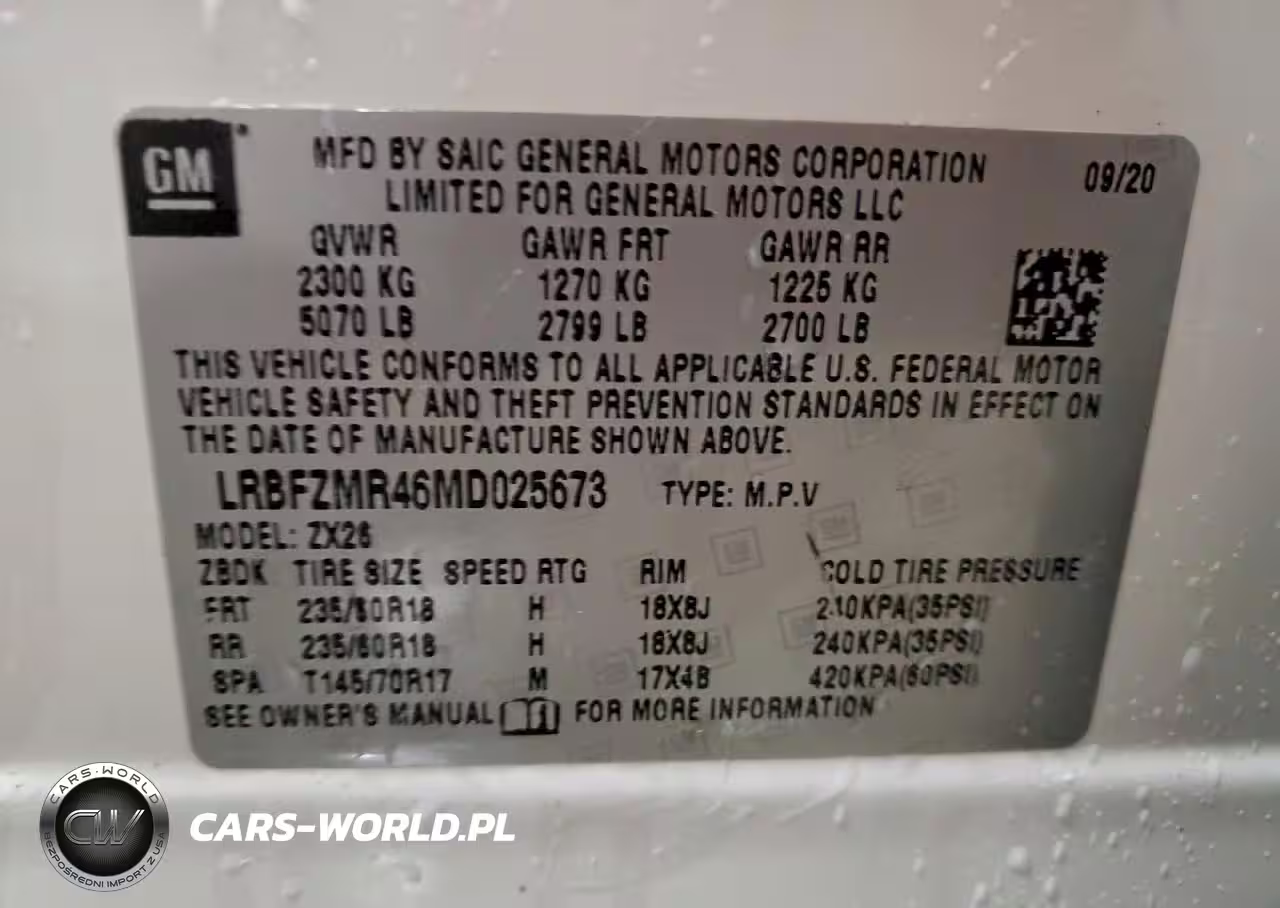 GM
MFD BY SAIC GENERAL MOTORS CORPORATION
LIMITED FOR GENERAL MOTORS LLC
09/20
GVWR GAWR FRT GAWR RR
2300 KG 1270 KG 1225 KG
5070 LB 2799 LB 2700 LB
THIS VEHICLE CONFORMS TO ALL APPLICABLE U.S. FEDERAL MOTOR
VEHICLE SAFETY AND THEFT PREVENTION STANDARDS IN EFFECT ON
THE DATE OF MANUFACTURE SHOWN ABOVE.
LRBFZMR46MD025673 TYPE: M.P.V
MODEL: ZX26
ZBDK TIRE SIZE SPEED RTG RIM COLD TIRE PRESSURE
FRT 235/60R18 H 18X8J 240KPA(35PSI)
RR 235/60R18 H 18X8J 240KPA(35PSI)
SPA T145/70R17 M 17X4B 420KPA(60PSI)
SEE OWNER'S MANUAL FOR MORE INFORMATION
CARS-WORLD
CW
BEZPOŚREDNI IMPORT Z USA
CARS-WORLD.PL